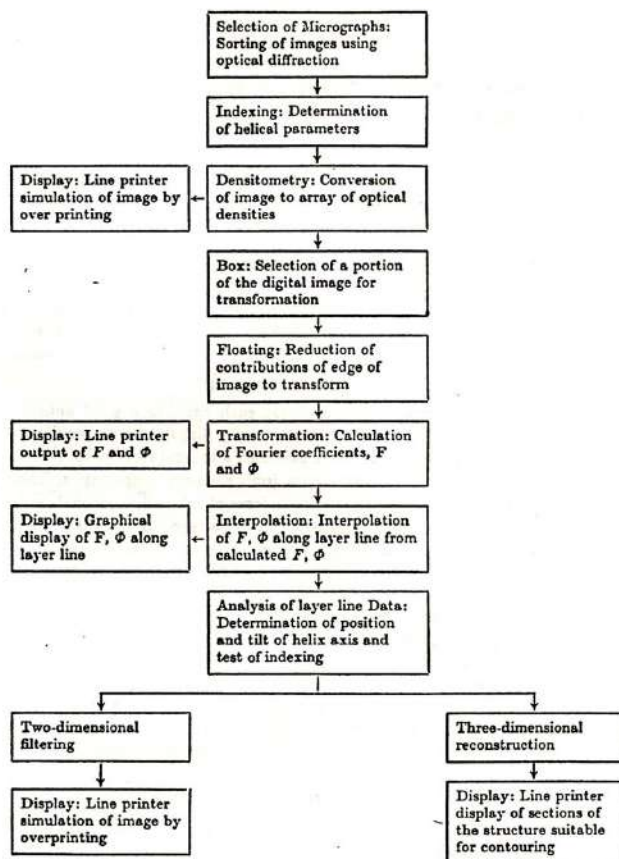 Selection of Micrographs:
Sorting of images using
optical diffraction
Indexing: Determination
of helical parameters
Display: Line printer
simulation of image by
over printing
Densitometry: Conversion
of image to array of optical
densities
Box: Selection of a portion
of the digital image for
transformation
Floating: Reduction of
contributions of edge of
image to transform
Display: Line printer
output of F and Φ
Transformation: Calculation
of Fourier coefficients, F
and Φ
Display: Graphical
display of F, Φ along
layer line
Interpolation: Interpolation
of F, Φ along layer line from
calculated F, Φ
Analysis of layer line Data:
Determination of position
and tilt of helix axis and
test of indexing
Two-dimensional
filtering
Three-dimensional
reconstruction
Display: Line printer
simulation of image by
overprinting
Display: Line printer
display of sections of
the structure suitable
for contouring